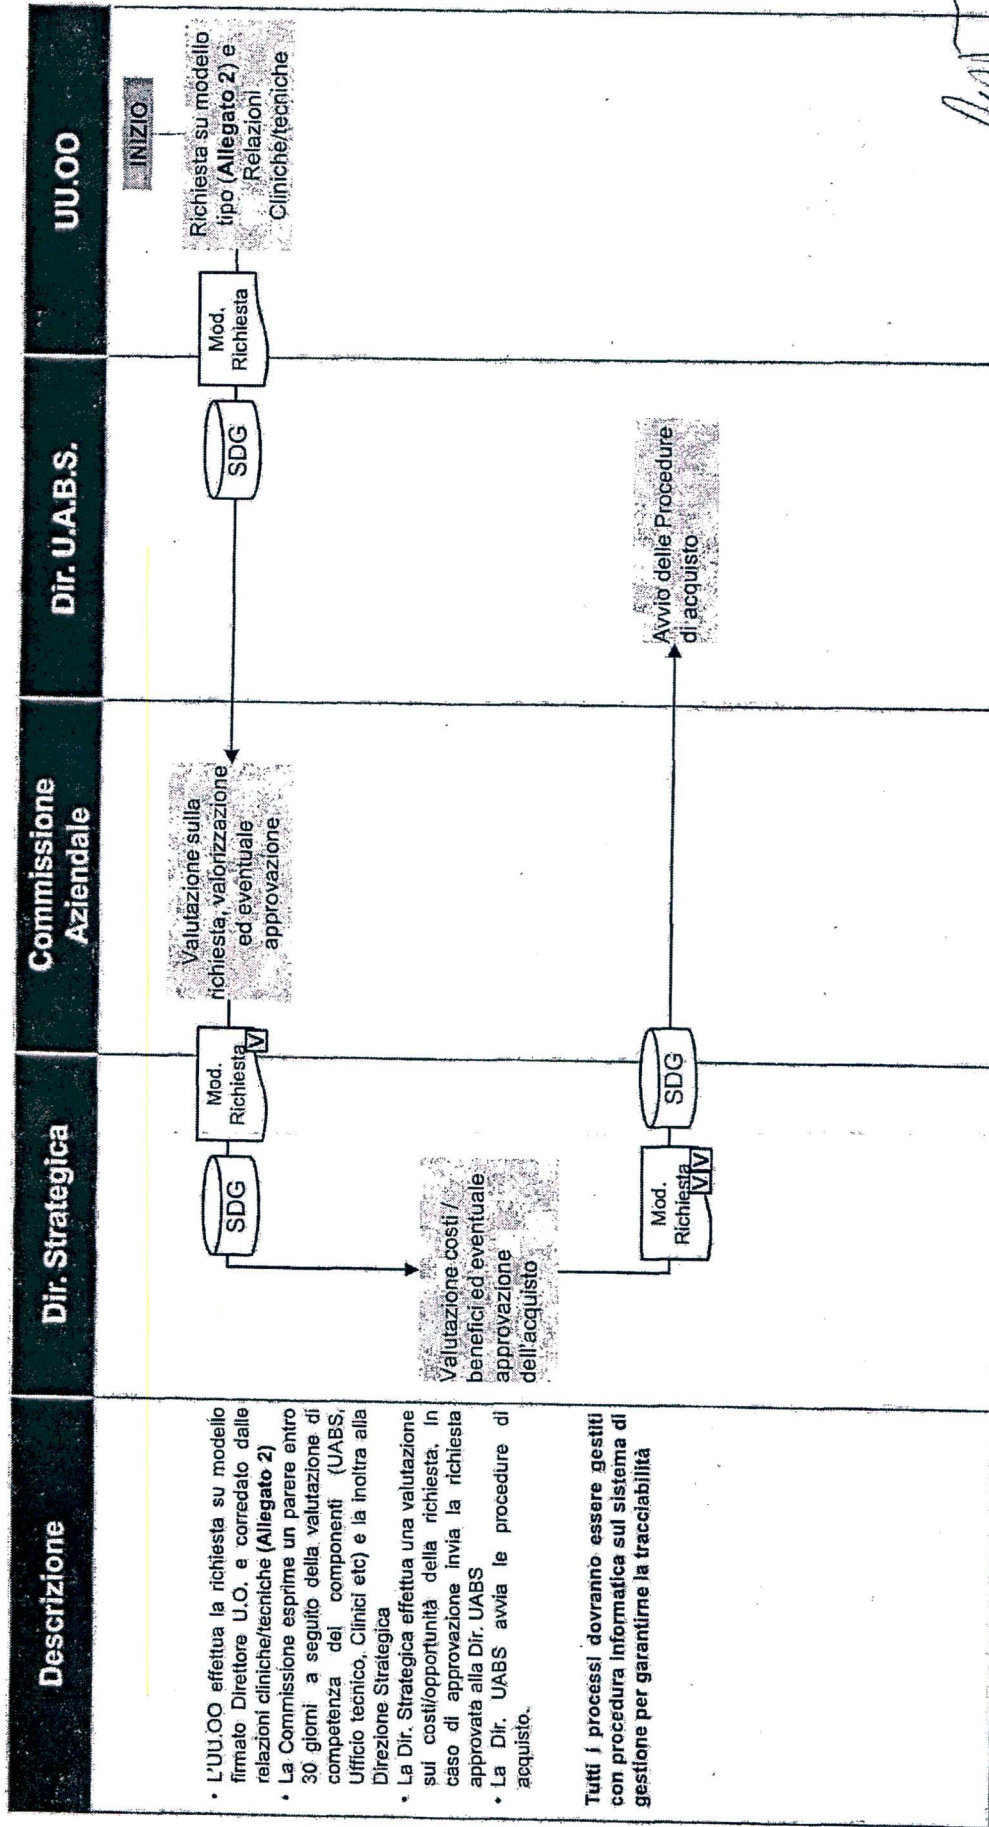 Descrizione
Dir. Strategica
Commissione
Aziendale
Dir. U.A.B.S.
UU.OO
• L'UU.OO effettua la richiesta su modello
firmato Direttore U.O. e corredato dalle
relazioni cliniche/tecniche (Allegato 2)
• La Commissione esprime un parere entro
30 giorni a seguito della valutazione di
competenza dei componenti (UABS,
Ufficio tecnico, Clinici etc) e la inoltra alla
Direzione Strategica
• La Dir. Strategica effettua una valutazione
sui costi/opportunità della richiesta. In
caso di approvazione invia la richiesta
approvata alla Dir. UABS
• La Dir. UABS avvia le procedure di
acquisto.
Tutti i processi dovranno essere gestiti
con procedura informatica sul sistema di
gestione per garantirne la tracciabilità
INIZIO
Richiesta su modello
tipo (Allegato 2) e
Relazioni
Cliniche/tecniche
Mod.
Richiesta
SDG
Valutazione sulla
richiesta, valorizzazione
ed eventuale
approvazione
Mod.
Richiesta
V
SDG
Valutazione costi /
benefici ed eventuale
approvazione
dell'acquisto
Mod.
Richiesta
V V
SDG
Avvio delle Procedure
di acquisto